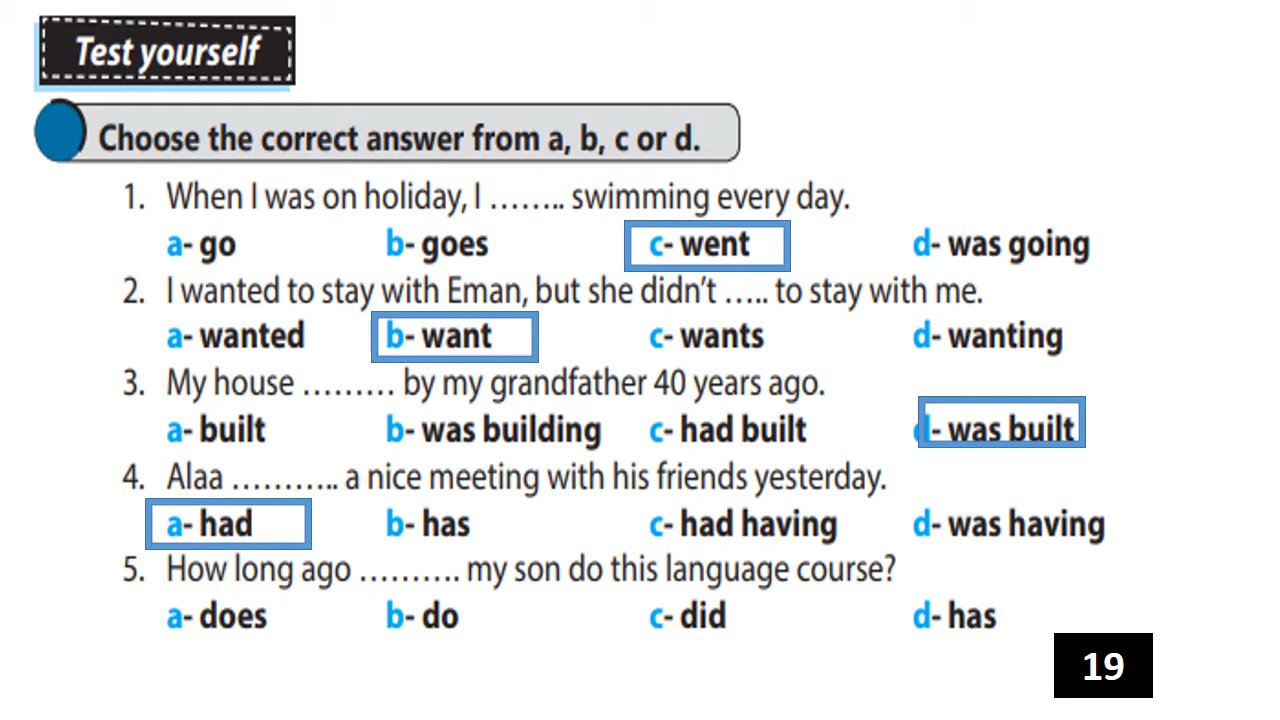 Test yourself
Choose the correct answer from a, b, c or d.
1. When I was on holiday, I …….. swimming every day.
a- go b- goes c- went d- was going
2. I wanted to stay with Eman, but she didn't ….. to stay with me.
a- wanted b- want c- wants d- wanting
3. My house ……… by my grandfather 40 years ago.
a- built b- was building c- had built d- was built
4. Alaa ……….. a nice meeting with his friends yesterday.
a- had b- has c- had having d- was having
5. How long ago ………. my son do this language course?
a- does b- do c- did d- has
19